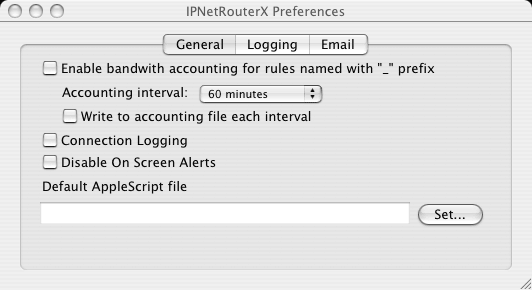 IPNetRouterX Preferences
General Logging Email
Enable bandwith accounting for rules named with "_" prefix
Accounting interval: 60 minutes
Write to accounting file each interval
Connection Logging
Disable On Screen Alerts
Default AppleScript file
Set...